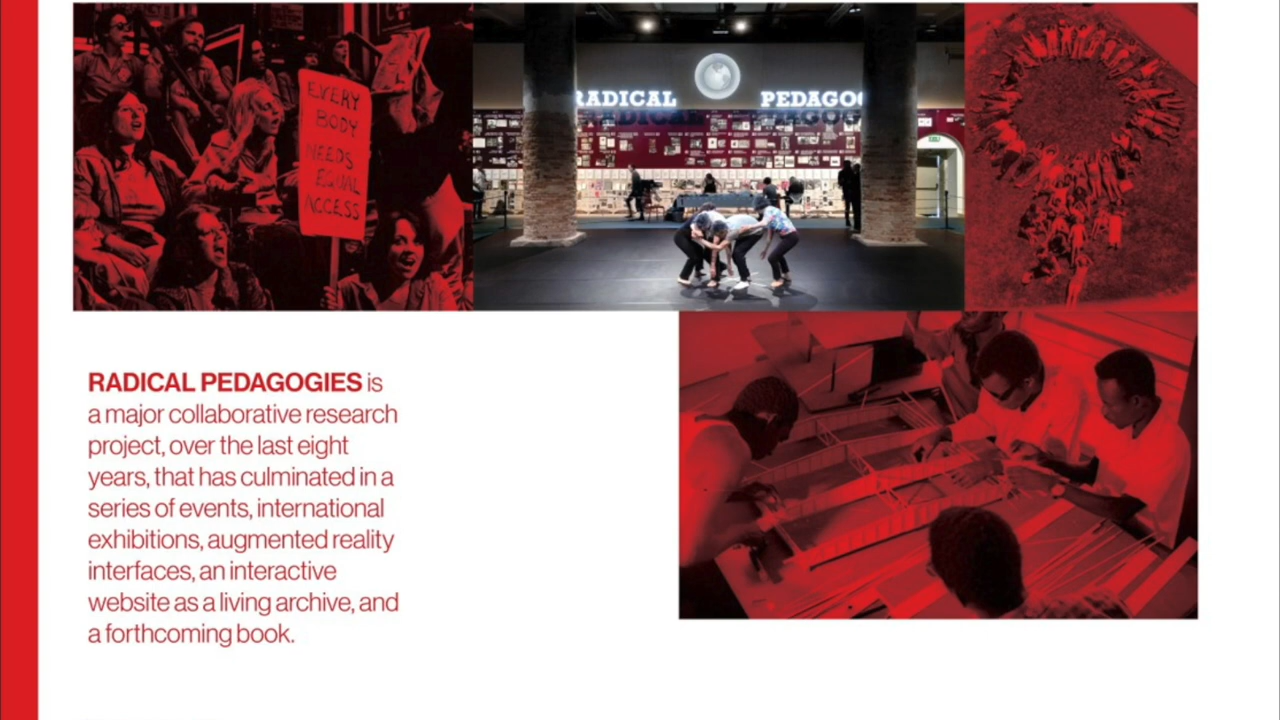 EVERY
BODY
NEEDS
EQUAL
ACCESS
RADICAL PEDAGO
RADICAL PEDAGOGIES is
a major collaborative research
project, over the last eight
years, that has culminated in a
series of events, international
exhibitions, augmented reality
interfaces, an interactive
website as a living archive, and
a forthcoming book.